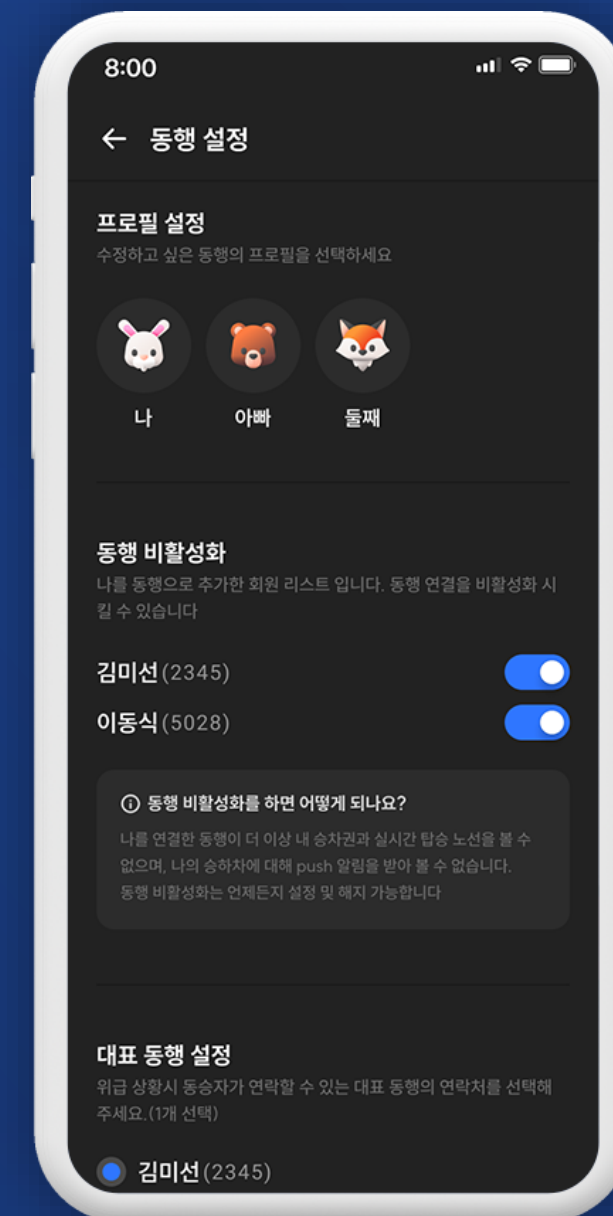 8:00
동행 설정
프로필 설정
수정하고 싶은 동행의 프로필을 선택하세요
나 아빠 둘째
동행 비활성화
나를 동행으로 추가한 회원 리스트 입니다. 동행 연결을 비활성화 시
킬 수 있습니다
김미선(2345)
이동식(5028)
동행 비활성화를 하면 어떻게 되나요?
나를 연결한 동행이 더 이상 내 승차권과 실시간 탑승 노선을 볼 수
없으며, 나의 승하차에 대해 push 알림을 받아 볼 수 없습니다.
동행 비활성화는 언제든지 설정 및 해지 가능합니다
대표 동행 설정
위급 상황시 동승자가 연락할 수 있는 대표 동행의 연락처를 선택해
주세요.(1개 선택)
김미선(2345)